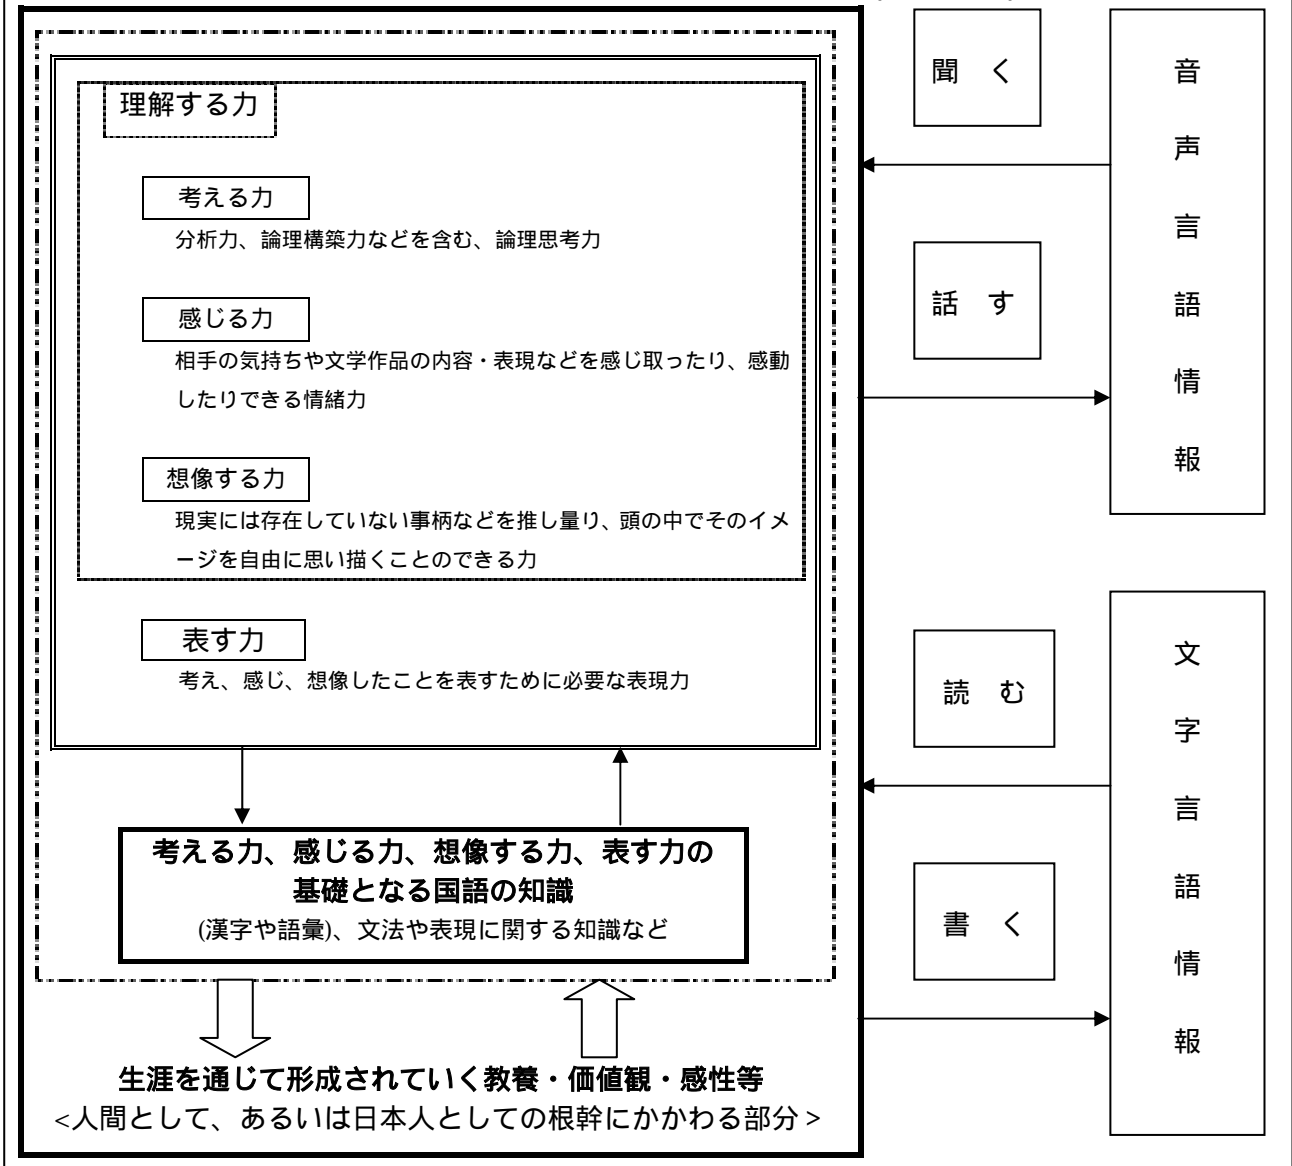 理解する力
考える力
分析力、論理構築力などを含む、論理思考力
感じる力
相手の気持ちや文学作品の内容・表現などを感じ取ったり、感動
したりできる情緒力
想像する力
現実には存在していない事柄などを推し量り、頭の中でそのイメ
ージを自由に思い描くことのできる力
表す力
考え、感じ、想像したことを表すために必要な表現力
考える力、感じる力、想像する力、表す力の
基礎となる国語の知識
(漢字や語彙)、文法や表現に関する知識など
生涯を通じて形成されていく教養・価値観・感性等
<人間として、あるいは日本人としての根幹にかかわる部分>
聞く
話す
音声言語情報
読む
書く
文字言語情報